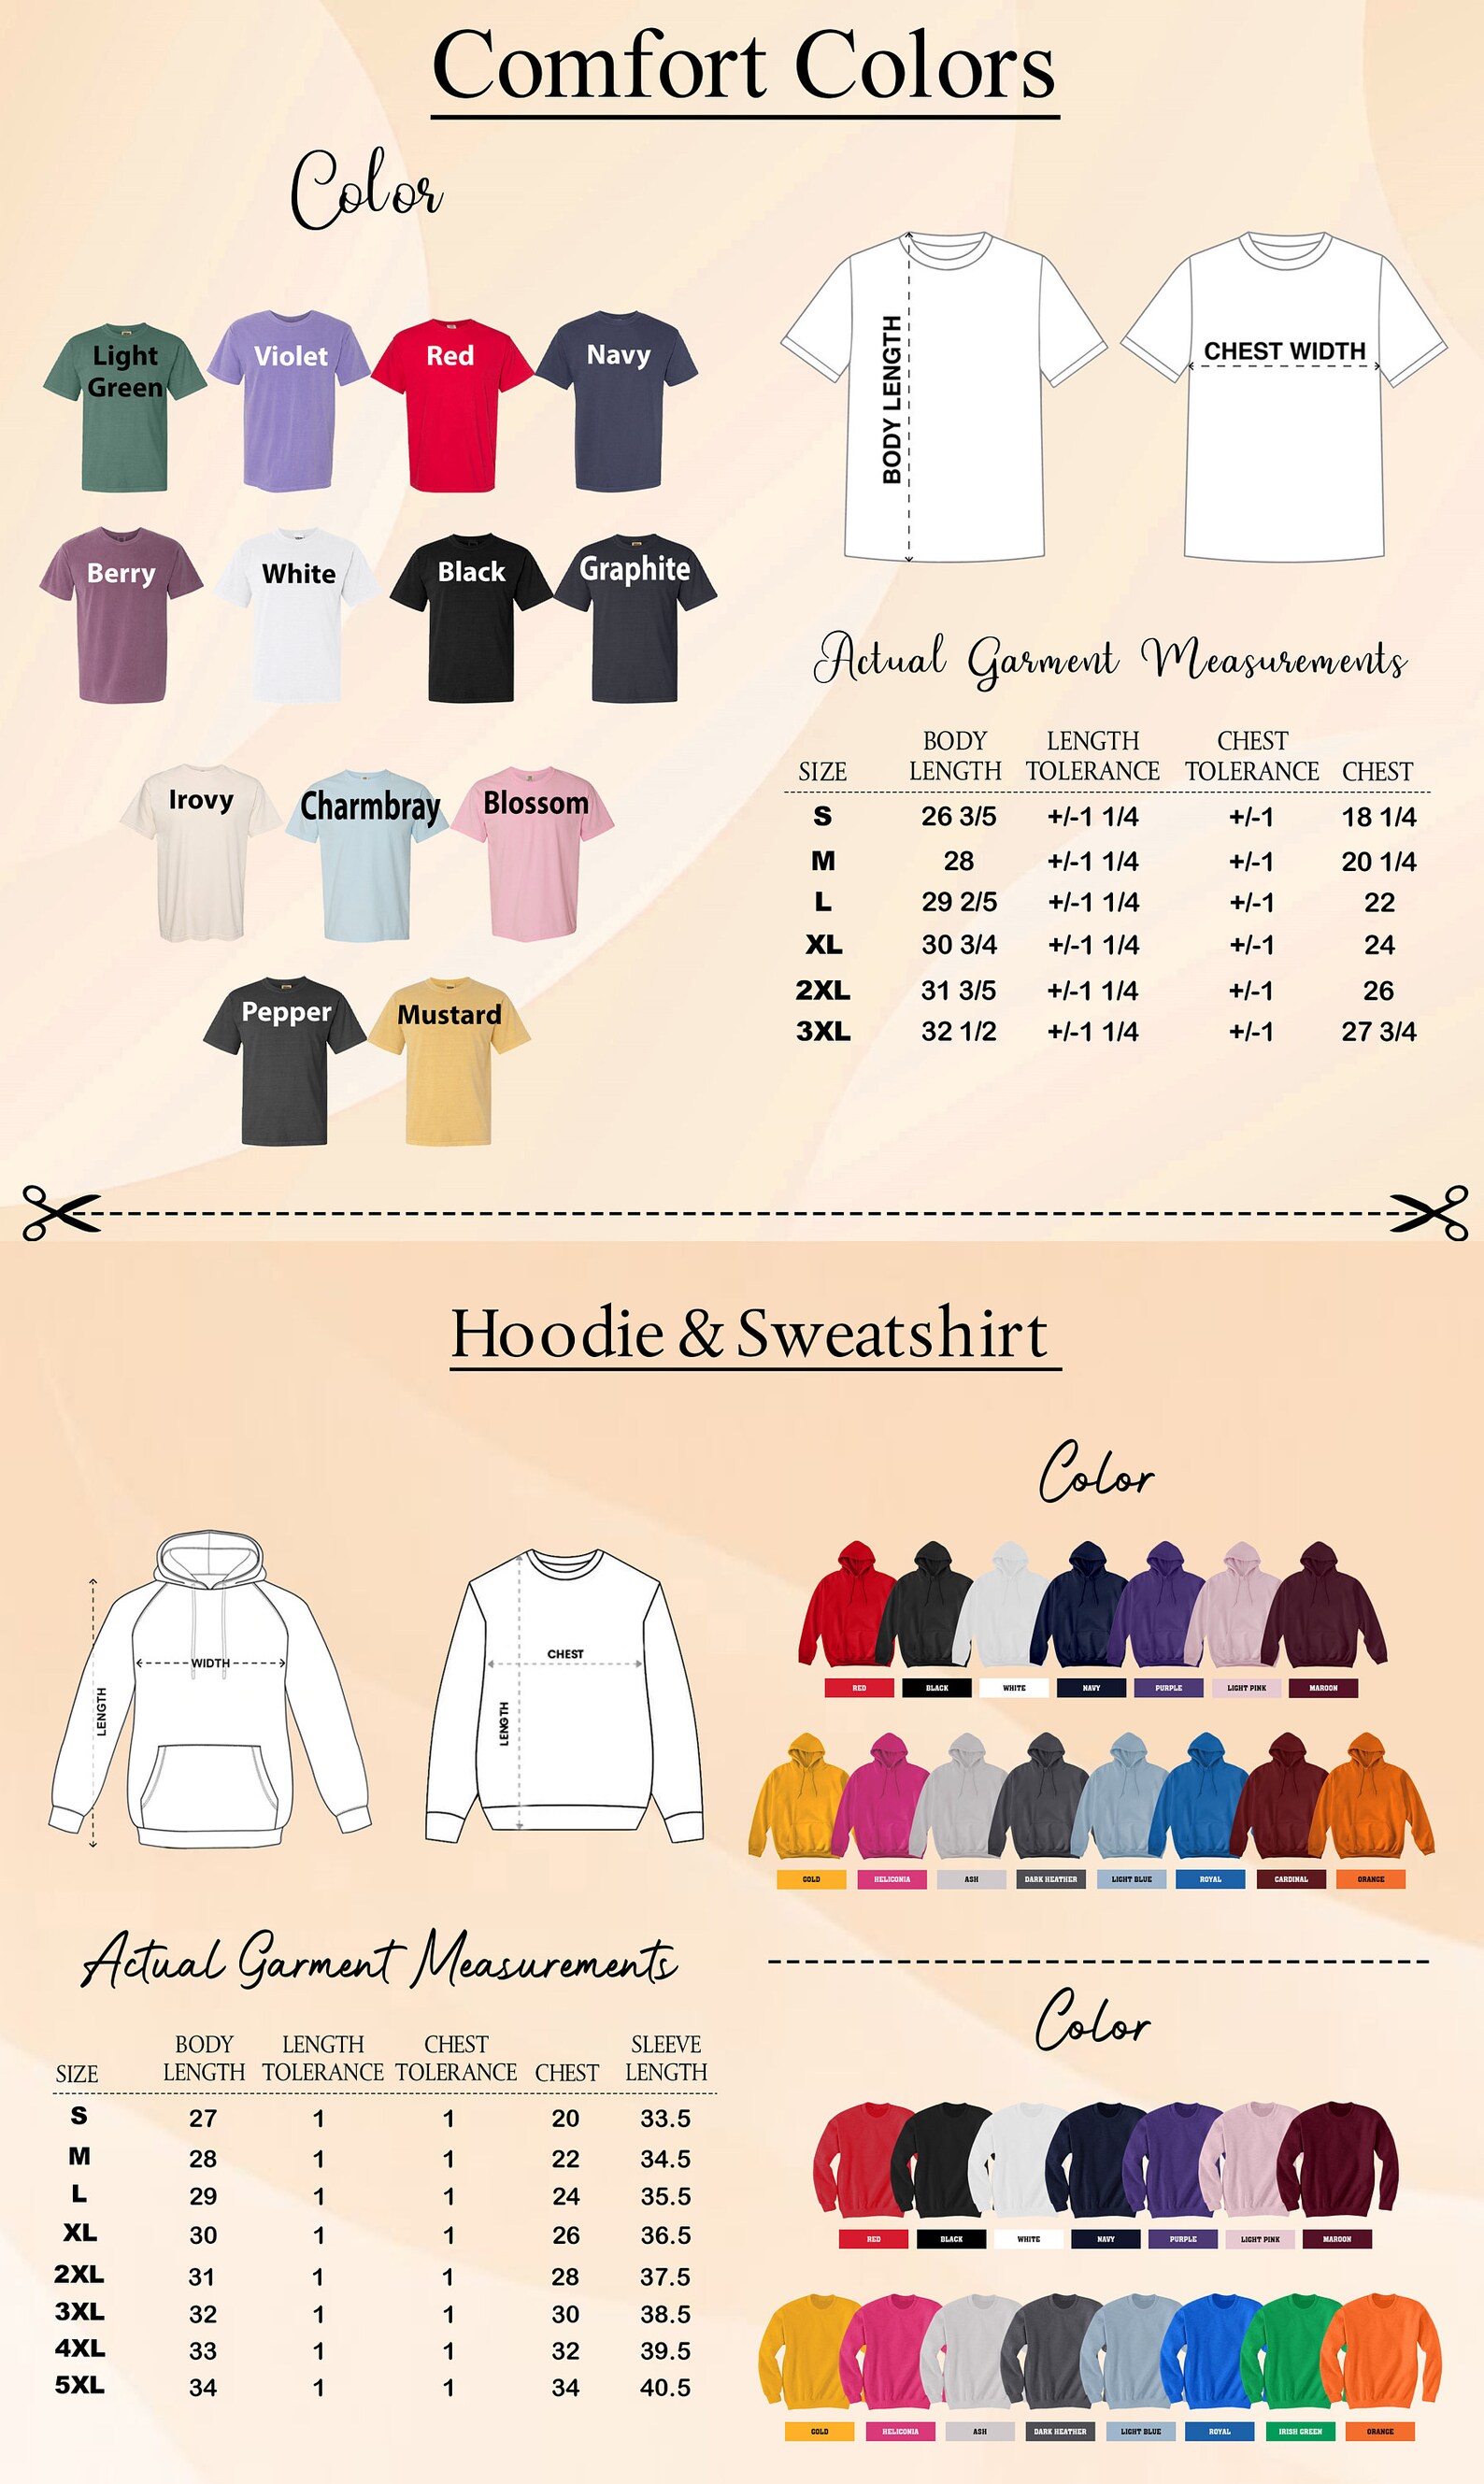 Comfort Colors
Color
Light
Green
Violet
Red
Navy
Berry
White
Black
Graphite
Irovy
Charmbray
Blossom
Pepper
Mustard
BODY LENGTH
CHEST WIDTH
Actual Garment Measurements
SIZE BODY LENGTH LENGTH TOLERANCE CHEST TOLERANCE CHEST
S 26 3/5 +/-1 1/4 +/-1 18 1/4
M 28 +/-1 1/4 +/-1 20 1/4
L 29 2/5 +/-1 1/4 +/-1 22
XL 30 3/4 +/-1 1/4 +/-1 24
2XL 31 3/5 +/-1 1/4 +/-1 26
3XL 32 1/2 +/-1 1/4 +/-1 27 3/4
Hoodie & Sweatshirt
LENGTH
WIDTH
LENGTH
CHEST
Color
RED BLACK WHITE NAVY PURPLE LIGHT PINK MAROON
GOLD HELICONIA ASH DARK HEATHER LIGHT BLUE ROYAL CARDINAL ORANGE
Actual Garment Measurements
SIZE BODY LENGTH LENGTH TOLERANCE CHEST TOLERANCE CHEST SLEEVE LENGTH
S 27 1 1 20 33.5
M 28 1 1 22 34.5
L 29 1 1 24 35.5
XL 30 1 1 26 36.5
2XL 31 1 1 28 37.5
3XL 32 1 1 30 38.5
4XL 33 1 1 32 39.5
5XL 34 1 1 34 40.5
Color
RED BLACK WHITE NAVY PURPLE LIGHT PINK MAROON
GOLD HELICONIA ASH DARK HEATHER LIGHT BLUE ROYAL IRISH GREEN ORANGE